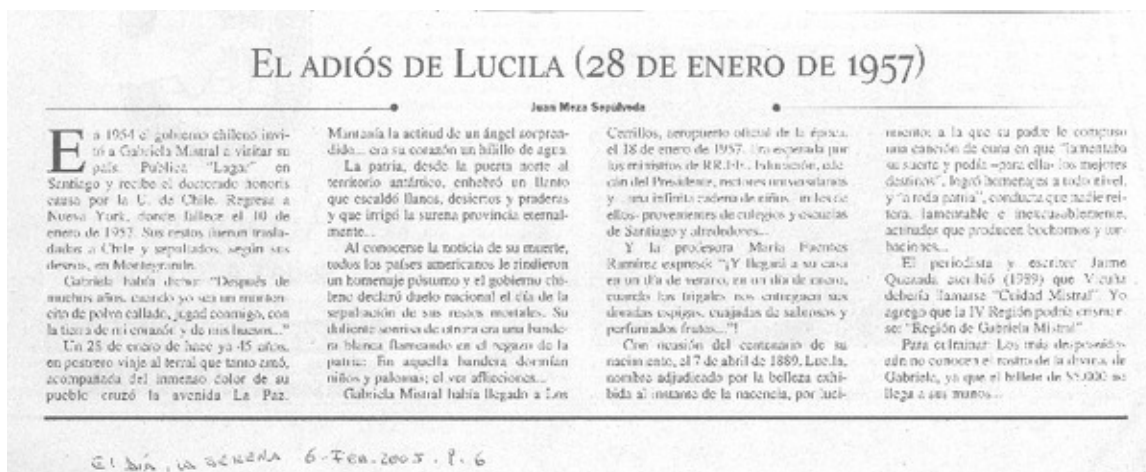 EL ADIÓS DE LUCILA (28 DE ENERO DE 1957)
Juan Meza Sepúlveda
En 1954 el gobierno chileno invi-
tó a Gabriela Mistral a visitar su
país. Publica "Lagar" en
Santiago y recibe el doctorado honoris
causa por la U. de Chile. Regresa a
Nueva York, donde fallece el 10 de
enero de 1957. Sus restos fueron trasla-
dados a Chile y sepultados, según sus
deseos, en Montegrande.
Gabriela había dicho: "Después de
muchos años, cuando yo sea un monton-
cito de polvo callado, jugad conmigo, con
la tierra de mi corazón y de mis huesos..."
Un 28 de enero de hace ya 45 años,
en postrero viaje al terral que tanto amó,
acompañada del inmenso dolor de su
pueblo cruzó la avenida La Paz.
Mantenía la actitud de un ángel sorpren-
dido... era su corazón un hilillo de agua.
La patria, desde la puerta norte al
territorio antártico, enhebró un llanto
que escaldó llanos, desiertos y praderas
y que irrigó la surena provincia eternal-
mente...
Al conocerse la noticia de su muerte,
todos los países americanos le rindieron
un homenaje póstumo y el gobierno chi-
leno declaró duelo nacional el día de la
sepultación de sus restos mortales. Su
doliente sonrisa de otrora era una bande-
ra blanca flameando en el regazo de la
patria: En aquella bandera dormían
niños y palomas; el ver aflicciones...
Gabriela Mistral había llegado a Los
Cerrillos, aeropuerto oficial de la época,
el 18 de enero de 1957. Era esperada por
los ministros de RR.EE., Educación, ede-
cán del Presidente, rectores universitarios
y... una infinita cadena de niños -miles de
ellos- provenientes de colegios y escuelas
de Santiago y alrededores...
Y la profesora María Fuentes
Ramírez expresó: "¡Y llegará a su casa
en un día de verano, en un día de enero,
cuando los trigales nos entreguen sus
doradas espigas, cuajadas de sabrosos y
perfumados frutos..."!
Con ocasión del centenario de su
nacimiento, el 7 de abril de 1889, Lucila,
nombre adjudicado por la belleza exhi-
bida al instante de la nacencia, por luci-
miento; a la que su padre le compuso
una canción de cuna en que "lamentaba
su suerte y pedía -para ella- los mejores
destinos", logró homenajes a todo nivel,
y "a toda patria", conducta que nadie rei-
tera, lamentable e inexcusablemente,
actitudes que producen bochornos y tur-
baciones...
El periodista y escritor Jaime
Quezada escribió (1989) que Vicuña
debería llamarse "Ciudad Mistral". Yo
agrego que la IV Región podría
se: "Región de Gabriela Mistral".
Para culminar: Los más desposeídos
aún no conocen el rostro de la divina, de
Gabriela, ya que el billete de $5.000 no
llega a sus manos...
El DÍA, LA SERENA 6-FEB.2005. P. 6